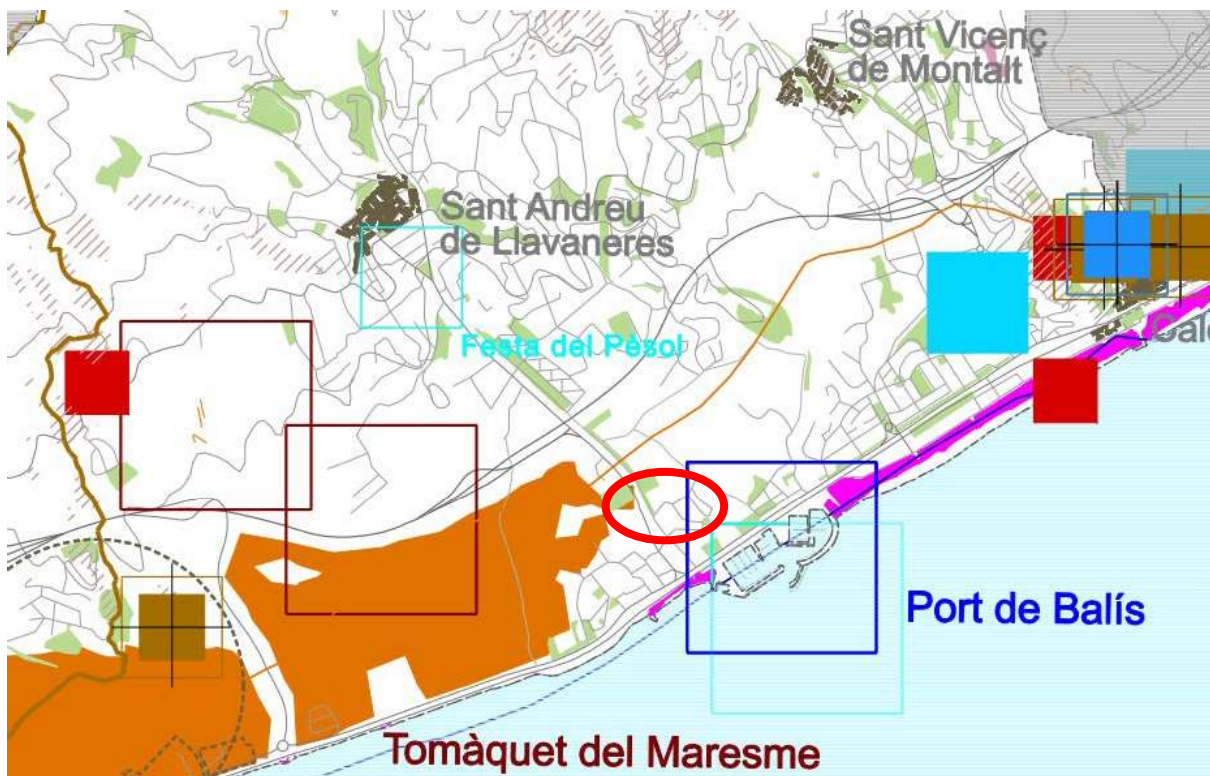 Sant Vicenç
de Montalt
Sant Andreu
de Llavaneres
Festa del Pèsol
Port de Balís
Tomàquet del Maresme